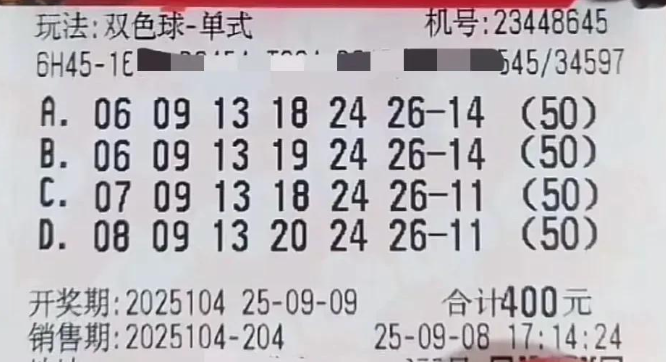 玩法:双色球-单式 机号:23448645
6H45-1 545/34597
A. 06 09 13 18 24 26-14 (50)
B. 06 09 13 19 24 26-14 (50)
C. 07 09 13 18 24 26-11 (50)
D. 08 09 13 20 24 26-11 (50)
开奖期:2025104 25-09-09 合计400元
销售期:2025104-204 25-09-08 17:14:24